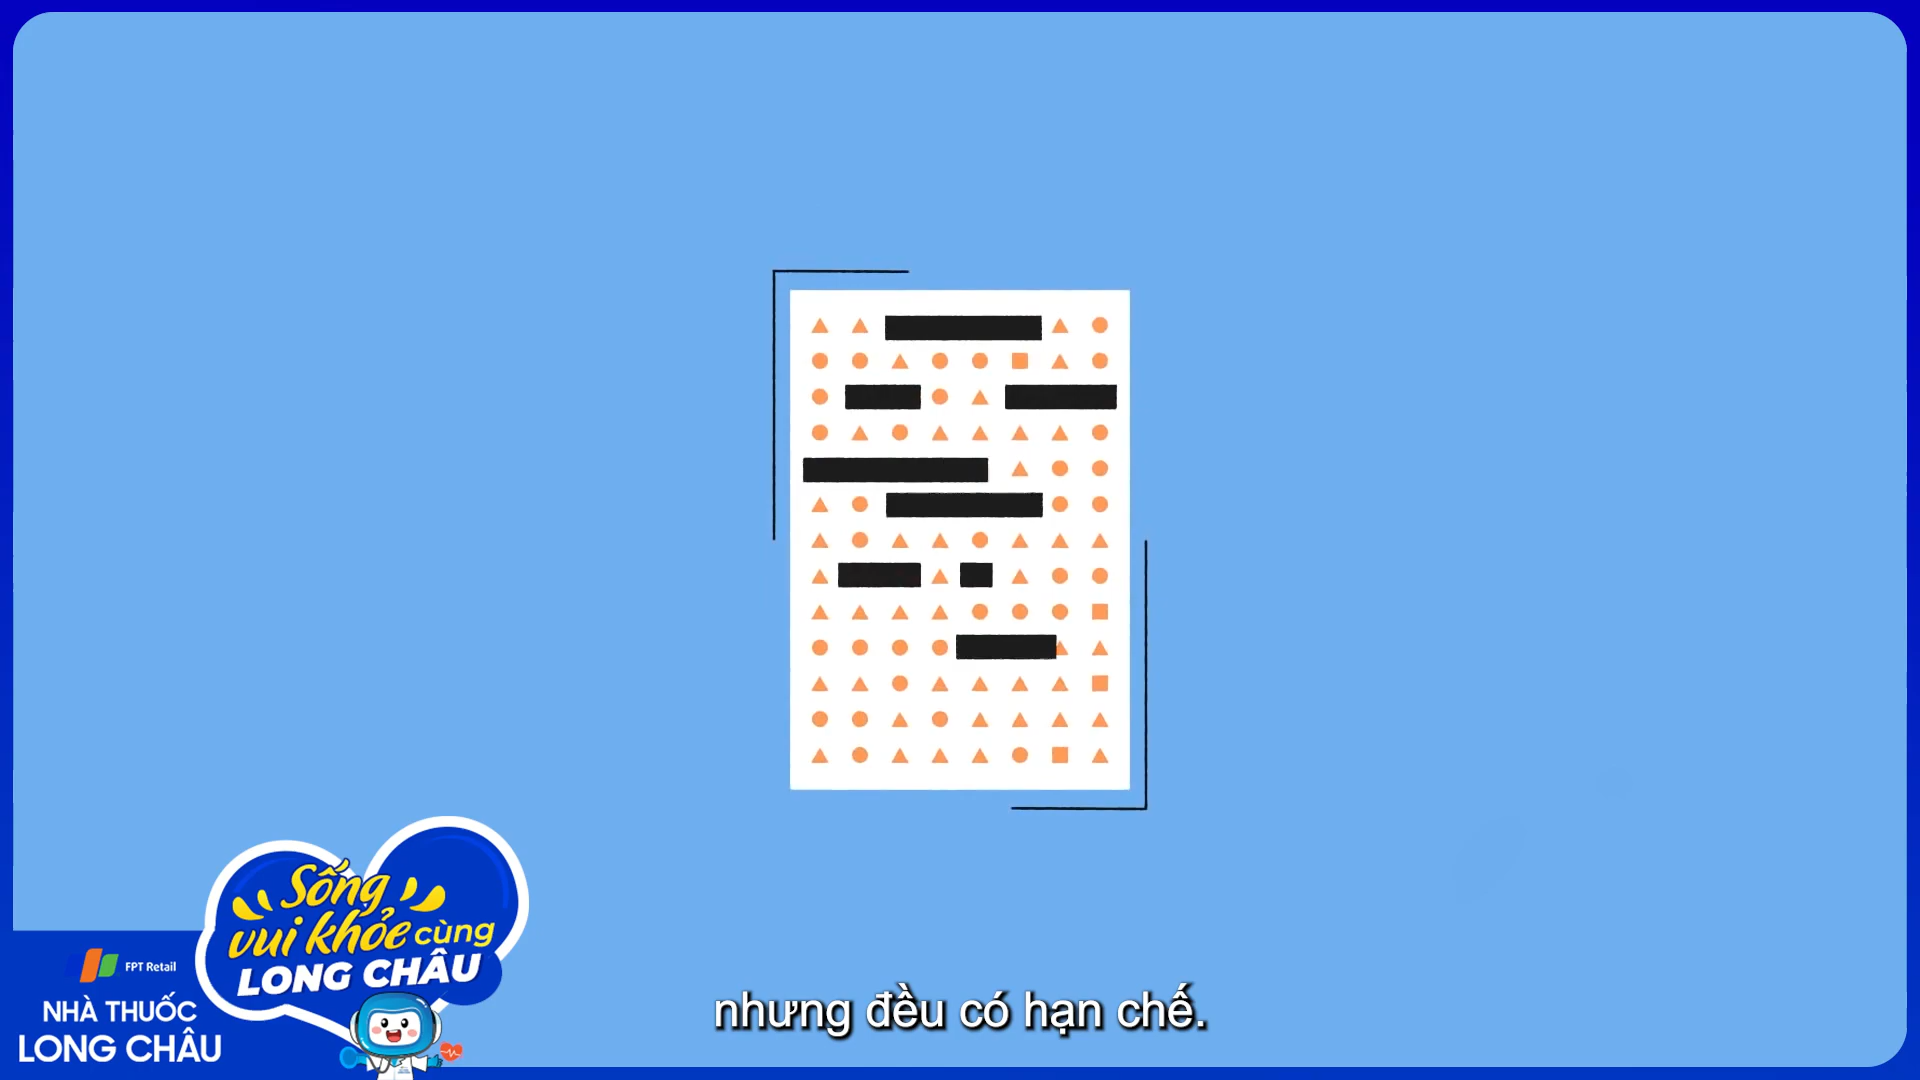 Sống
vui khỏe cùng
LONG CHÂU
FPT Retail
NHÀ THUỐC
LONG CHÂU
nhưng đều có hạn chế.